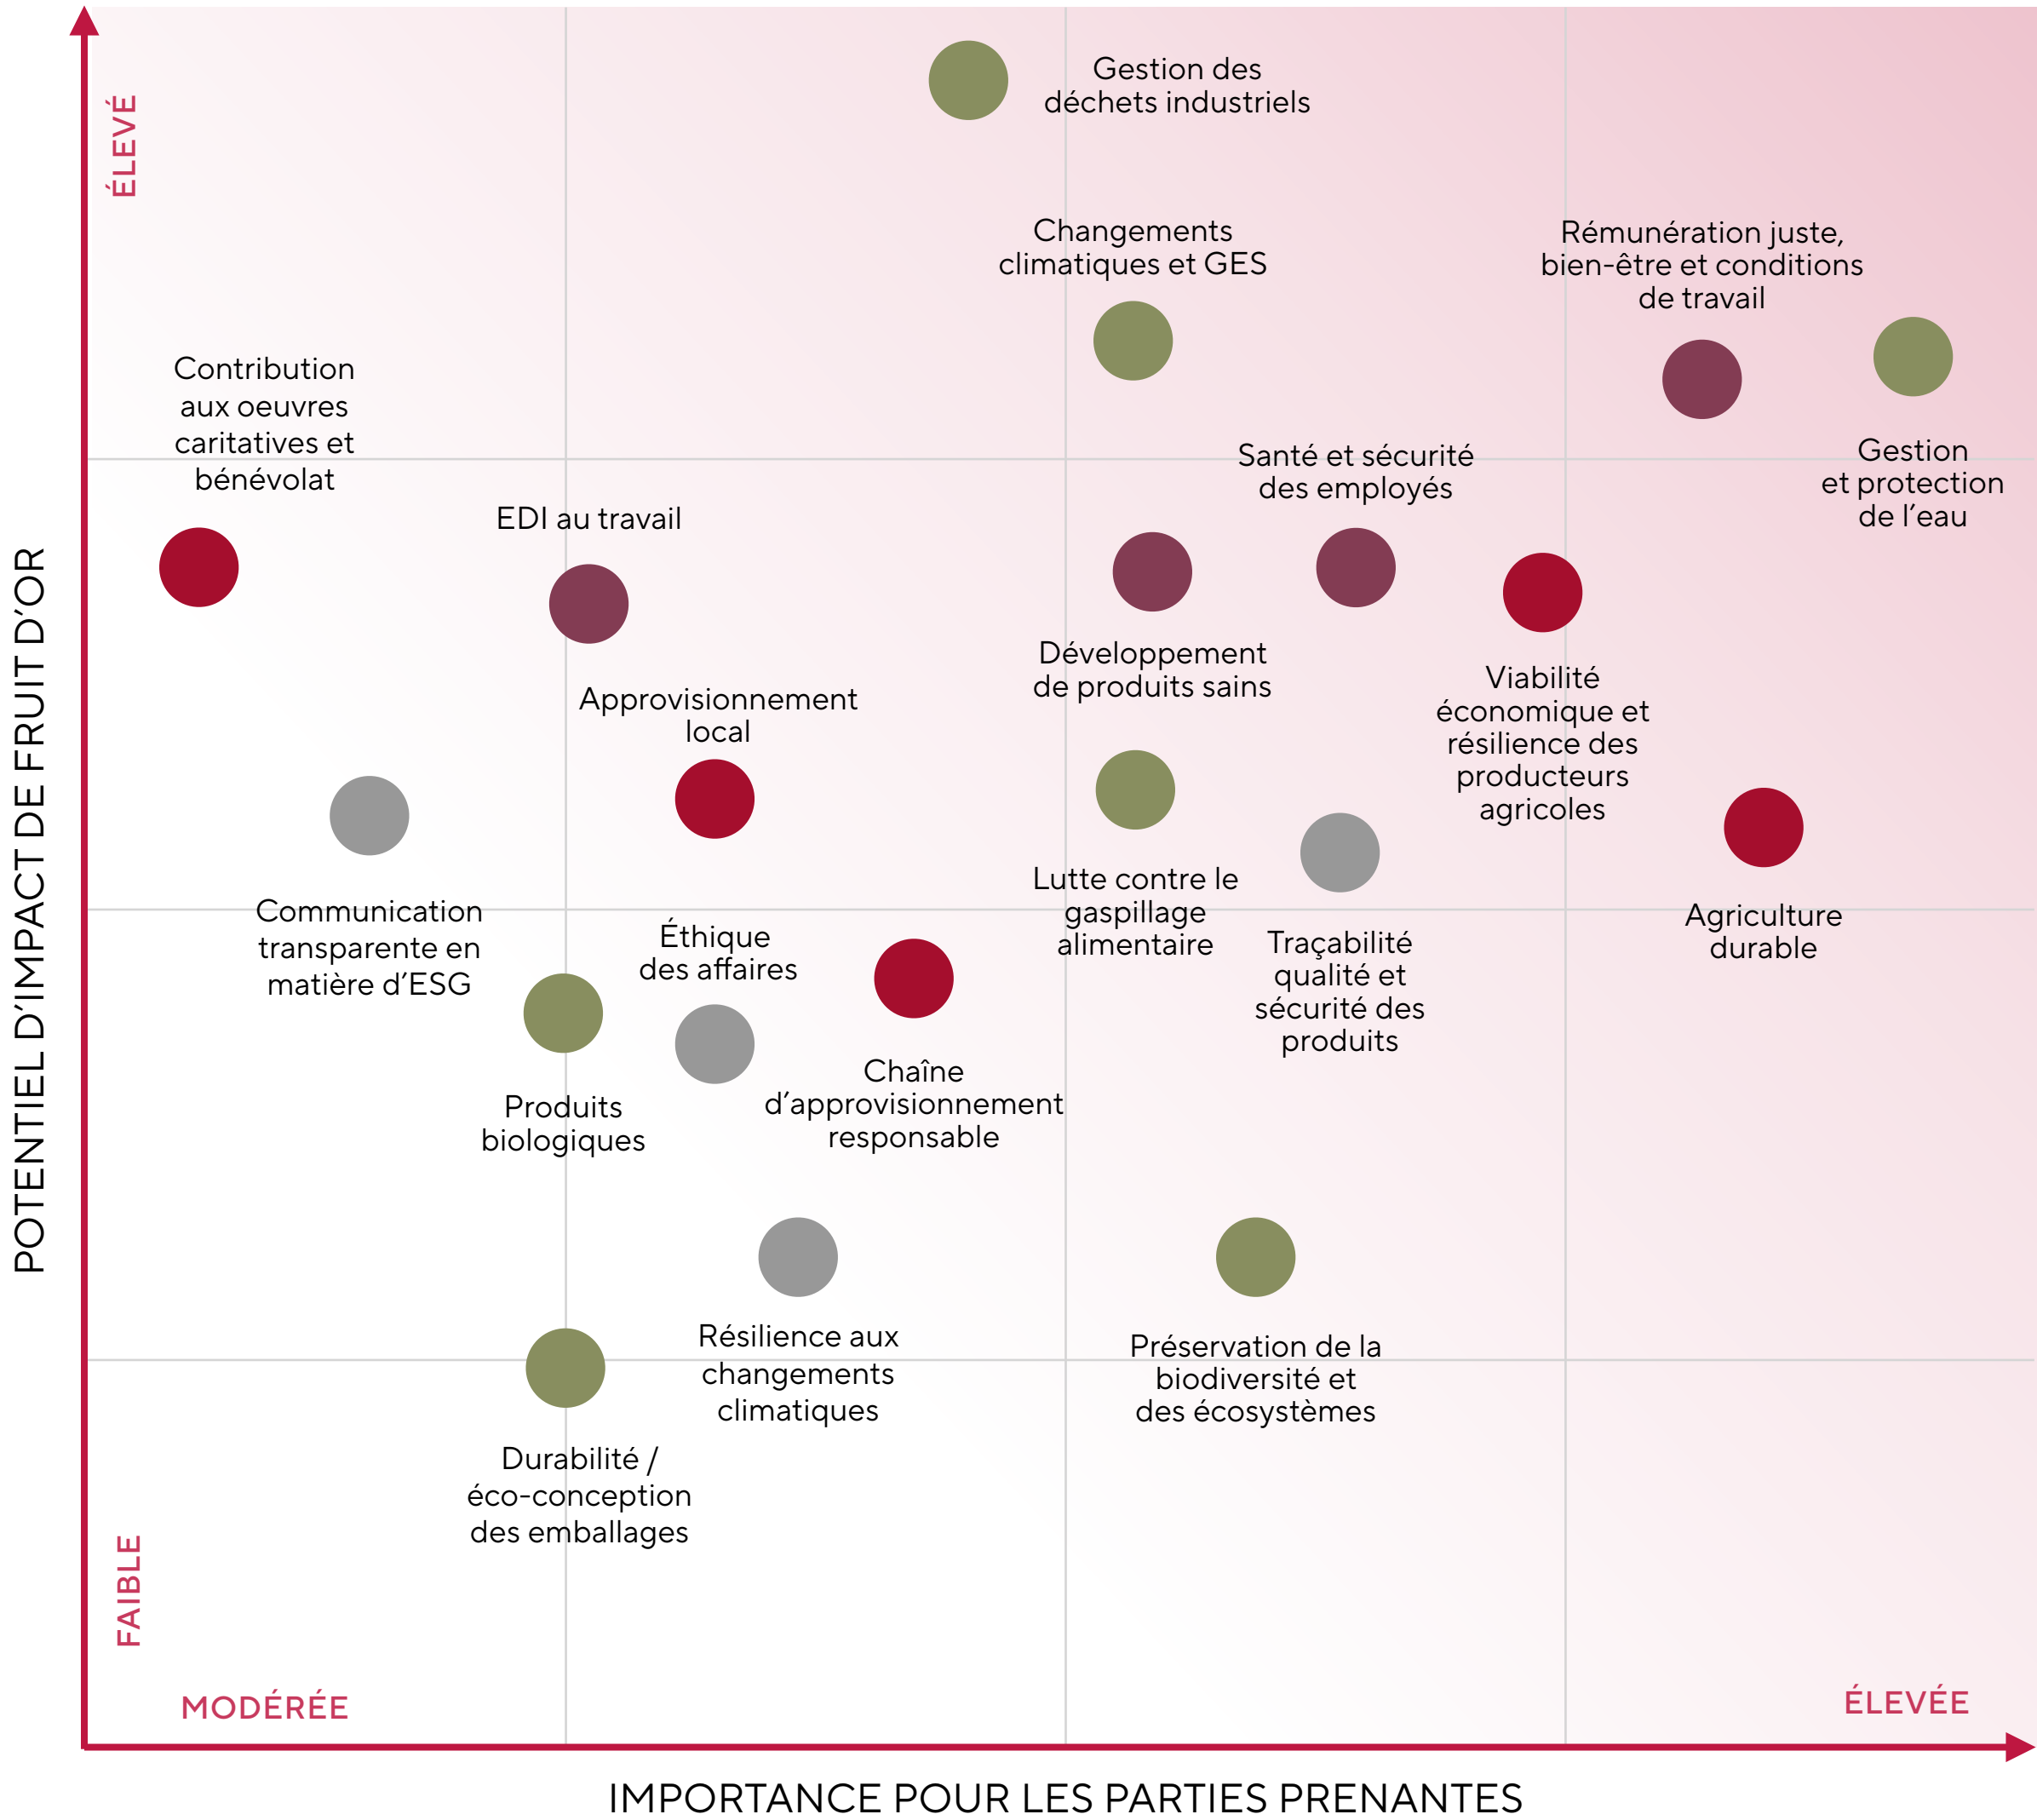 ÉLEVÉ
Gestion des
déchets industriels
Changements
climatiques et GES
Rémunération juste,
bien-être et conditions
de travail
Contribution
aux oeuvres
caritatives et
bénévolat
Santé et sécurité
des employés
Gestion
et protection
de l’eau
EDI au travail
POTENTIEL D’IMPACT DE FRUIT D’OR
Développement
de produits sains
Viabilité
économique et
résilience des
producteurs
agricoles
Approvisionnement
local
Lutte contre le
gaspillage
alimentaire
Communication
transparente en
matière d’ESG
Éthique
des affaires
Traçabilité
qualité et
sécurité des
produits
Agriculture
durable
Chaîne
d’approvisionnement
responsable
Produits
biologiques
Résilience aux
changements
climatiques
Préservation de la
biodiversité et
des écosystèmes
Durabilité /
éco-conception
des emballages
FAIBLE
MODÉRÉE
ÉLEVÉE
IMPORTANCE POUR LES PARTIES PRENANTES